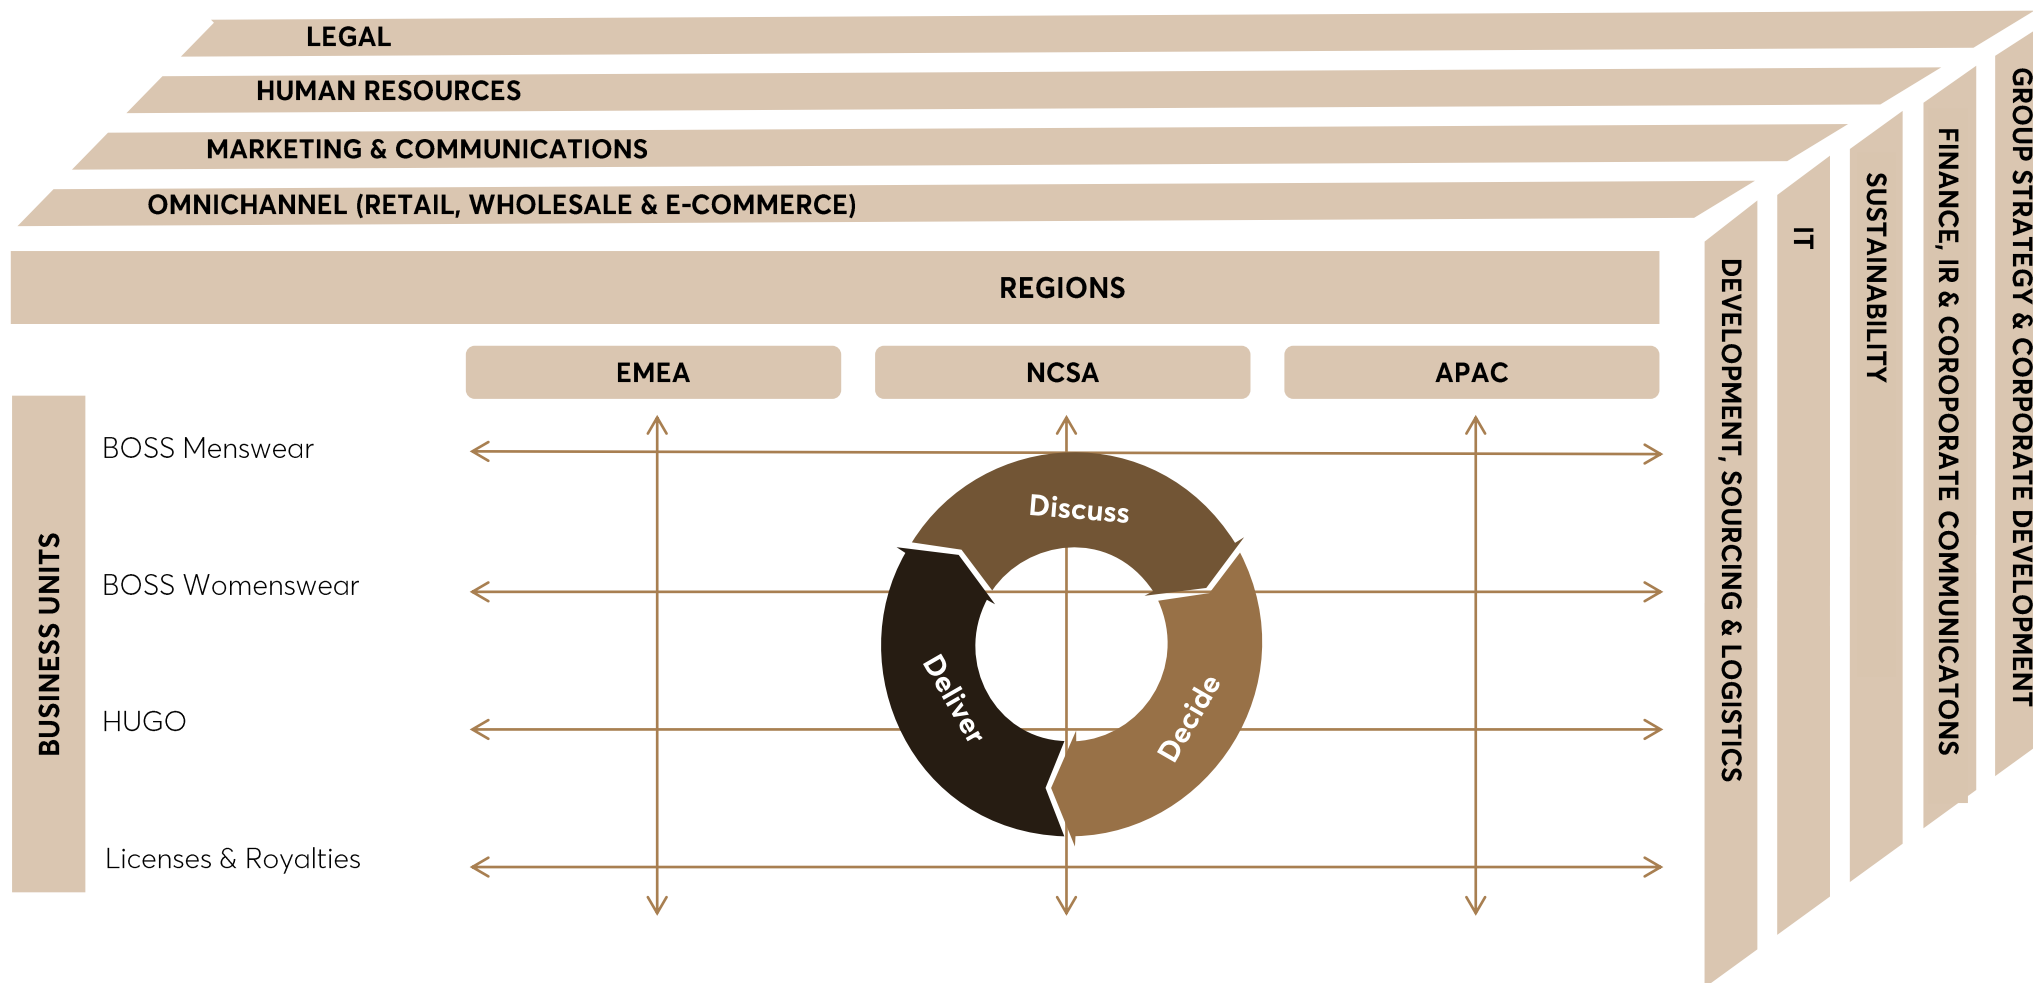 LEGAL
HUMAN RESOURCES
MARKETING & COMMUNICATIONS
OMNICHANNEL (RETAIL, WHOLESALE & E-COMMERCE)
REGIONS
EMEA
NCSA
APAC
BUSINESS UNITS
BOSS Menswear
BOSS Womenswear
HUGO
Licenses & Royalties
Discuss
Decide
Deliver
DEVELOPMENT, SOURCING & LOGISTICS
IT
SUSTAINABILITY
FINANCE, IR & COROPORATE COMMUNICATONS
GROUP STRATEGY & CORPORATE DEVELOPMENT